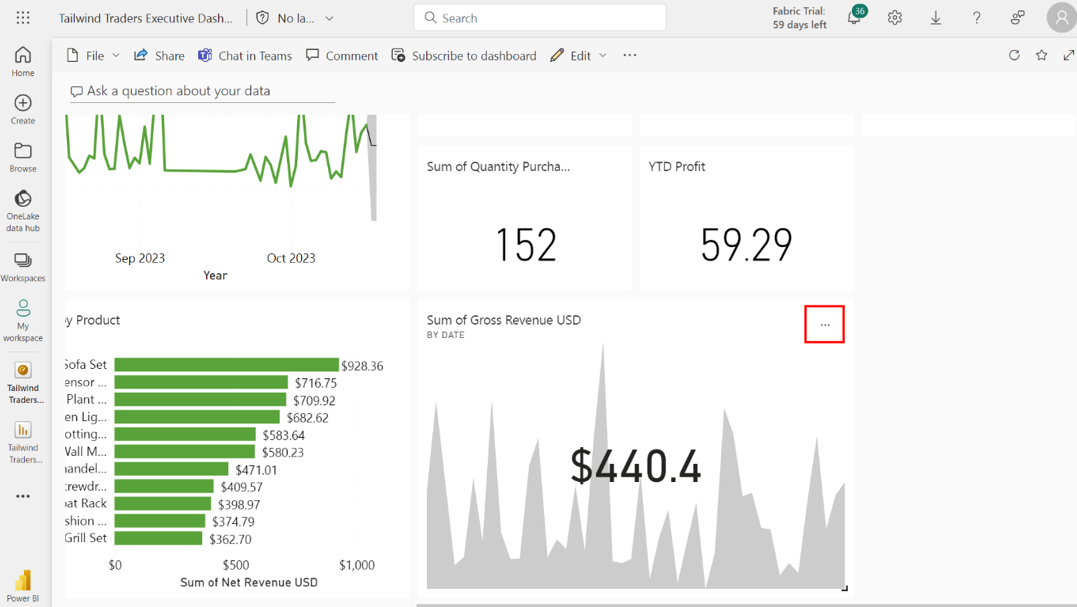 Tailwind Traders Executive Dash... No la... Search Fabric Trial:
59 days left 36
Home
Create
Browse
OneLake
data hub
Workspaces
My
workspace
Tailwind
Traders...
Tailwind
Traders...
Power BI
File Share Chat in Teams Comment Subscribe to dashboard Edit ...
Ask a question about your data
Sep 2023 Oct 2023
Year
Sum of Quantity Purcha...
152
YTD Profit
59.29
y Product
Sofa Set $928.36
ensor ... $716.75
Plant ... $709.92
en Lig... $682.62
otting... $583.64
Wall M... $580.23
andel... $471.01
crewdr... $409.57
oat Rack $398.97
shion ... $374.79
Grill Set $362.70
$0 $500 $1,000
Sum of Net Revenue USD
Sum of Gross Revenue USD ...
BY DATE
$440.4